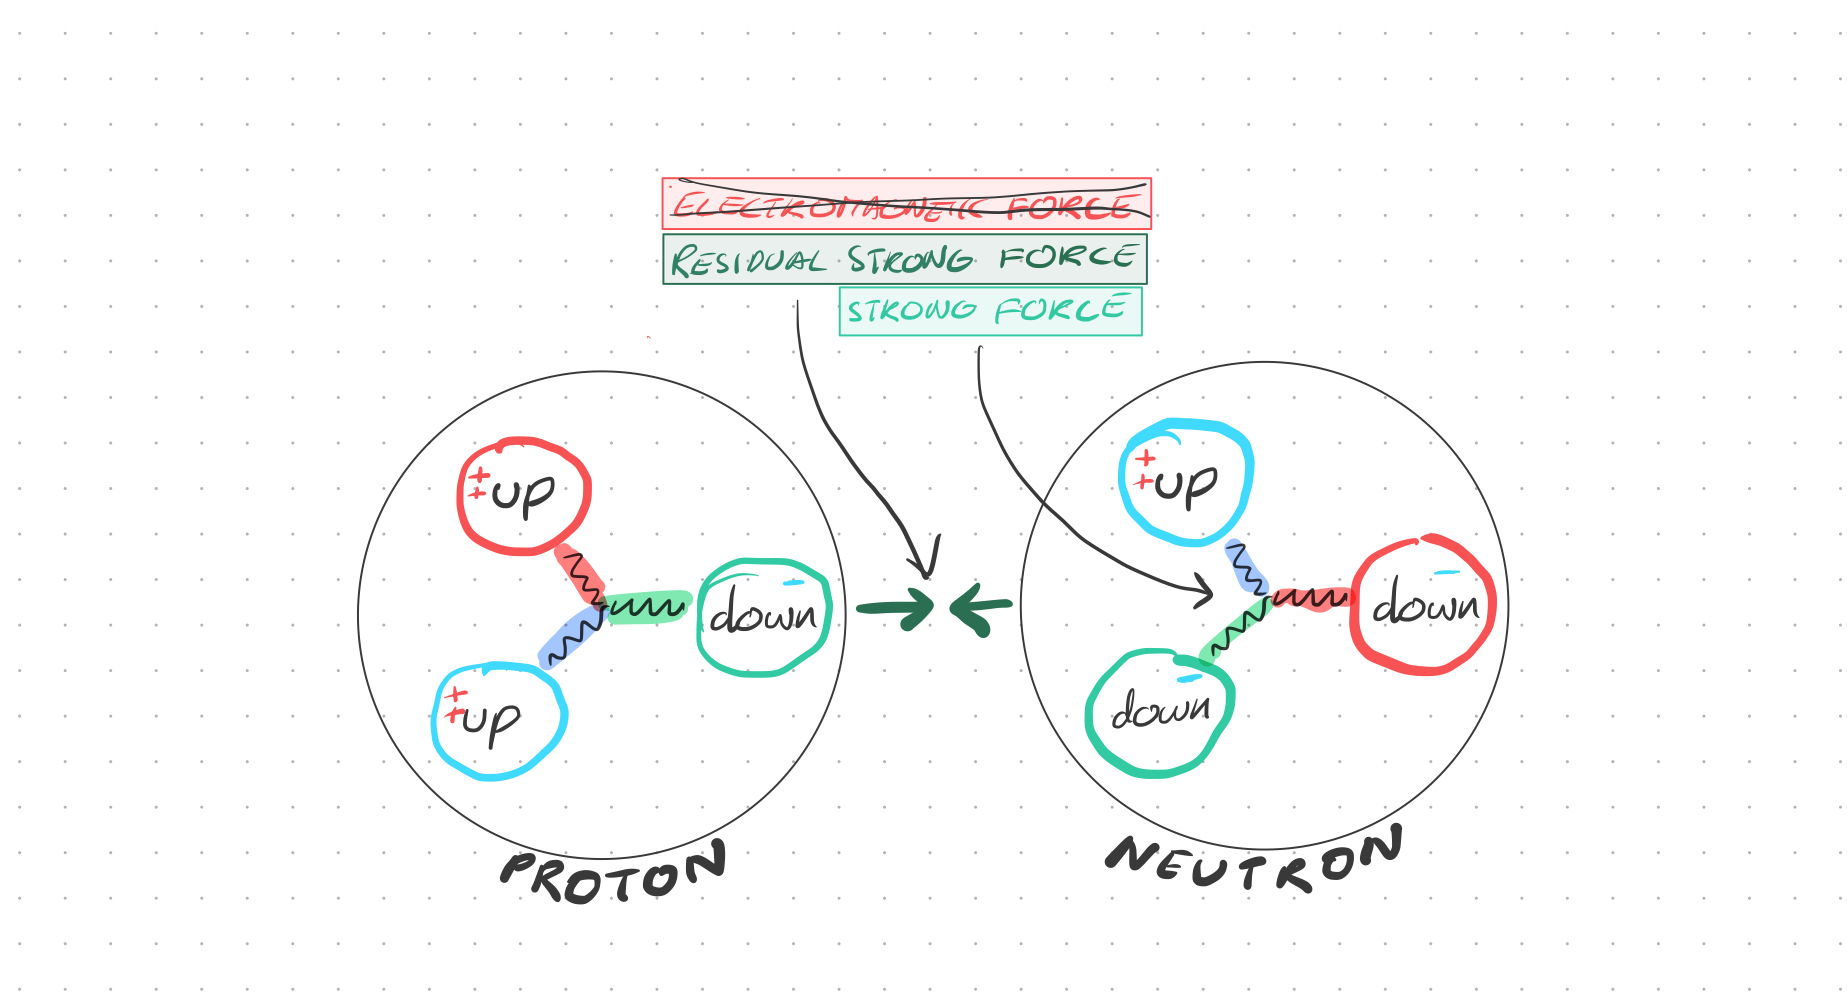 ELECTROMAGNETIC FORCE
RESIDUAL STRONG FORCE
STRONG FORCE
++ up
++ up
- down
PROTON
++ up
- down
- down
NEUTRON